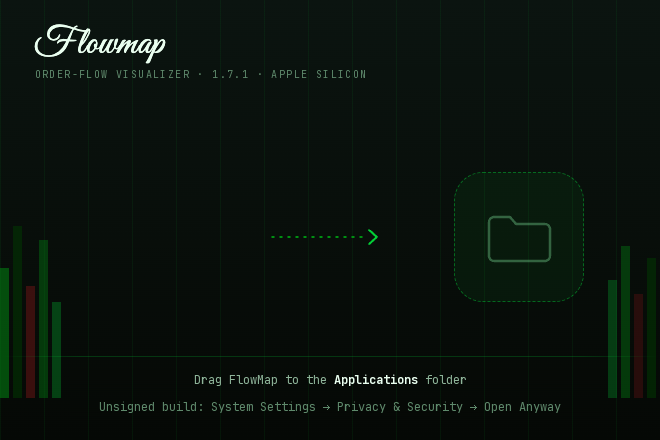 Flowmap
ORDER-FLOW VISUALIZER · 1.7.1 · APPLE SILICON
Drag FlowMap to the Applications folder
Unsigned build: System Settings → Privacy & Security → Open Anyway